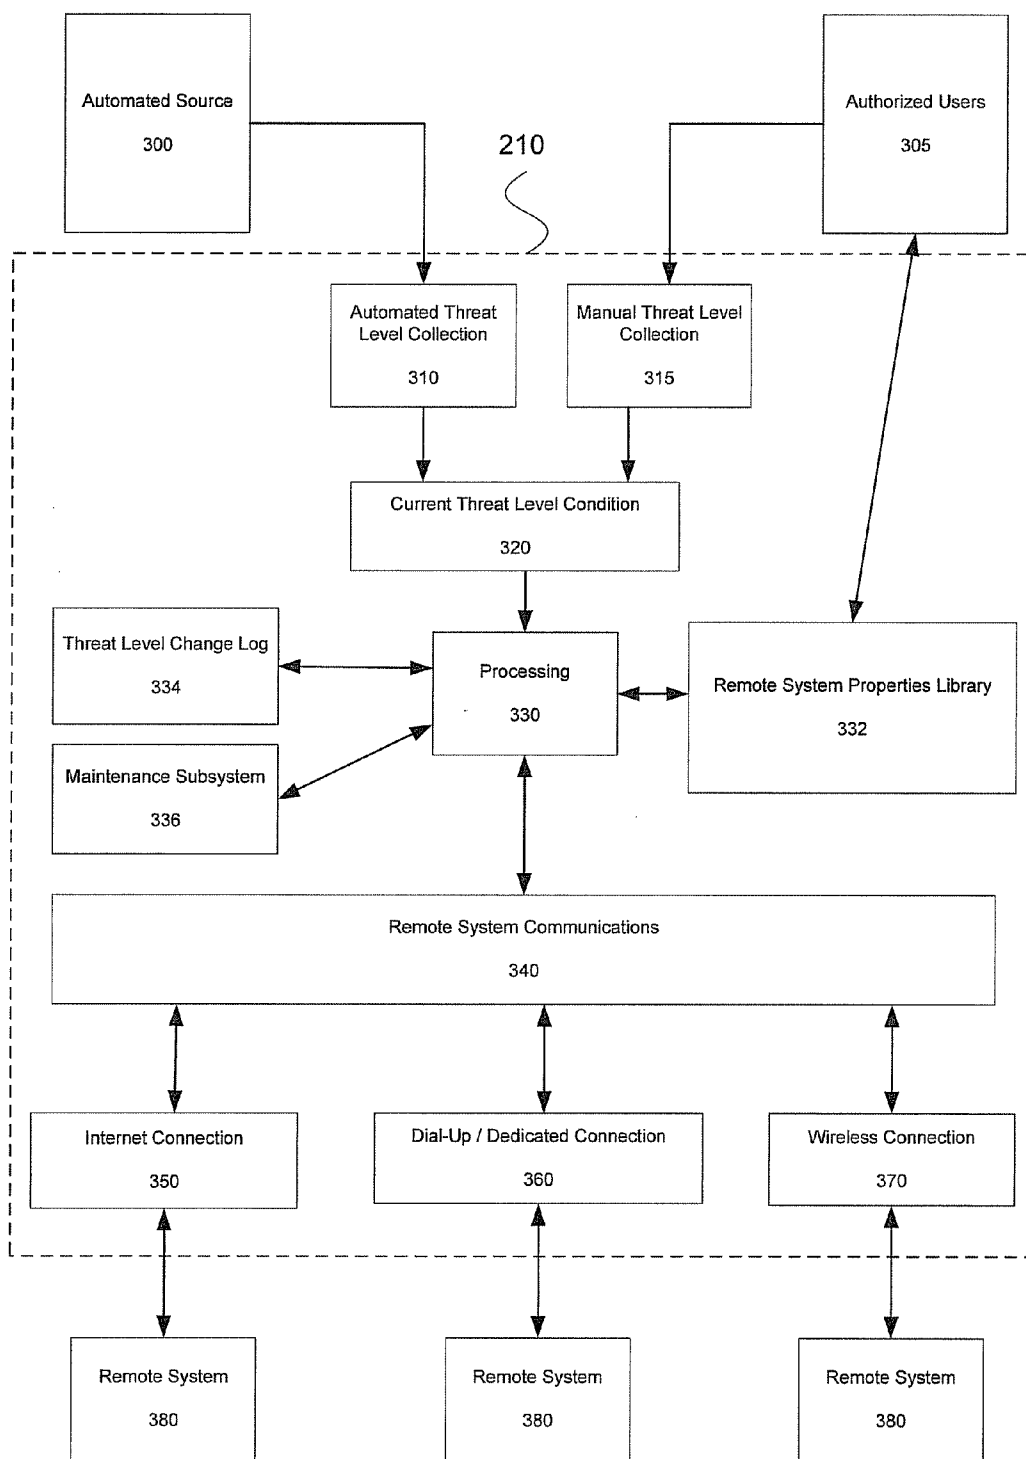 Automated Source
300
Authorized Users
305
210
Automated Threat
Level Collection
310
Manual Threat Level
Collection
315
Current Threat Level Condition
320
Threat Level Change Log
334
Processing
330
Remote System Properties Library
332
Maintenance Subsystem
336
Remote System Communications
340
Internet Connection
350
Dial-Up / Dedicated Connection
360
Wireless Connection
370
Remote System
380
Remote System
380
Remote System
380